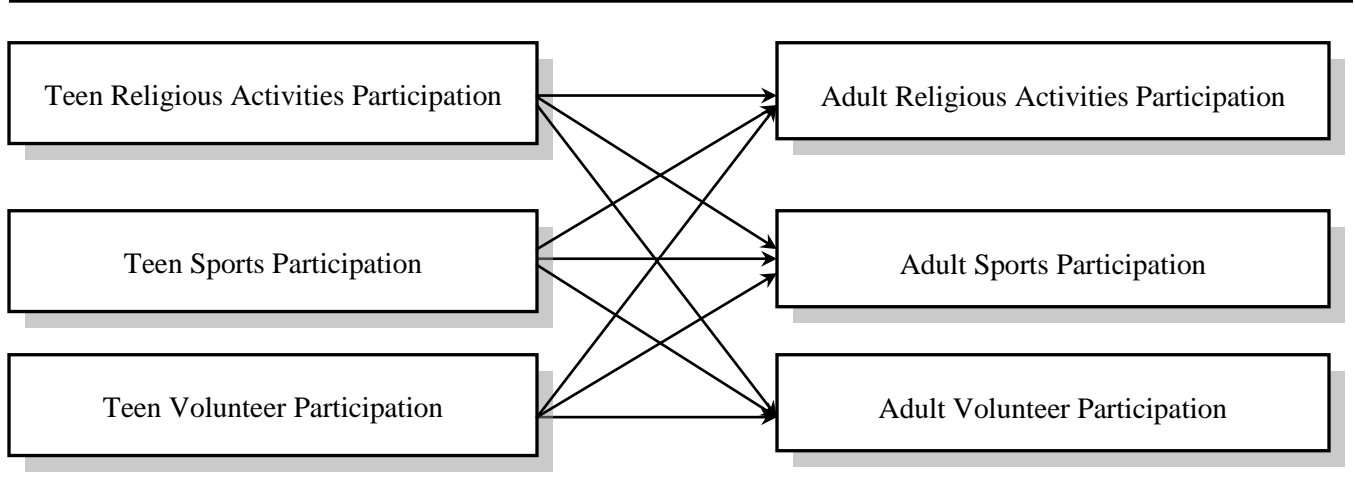 Teen Religious Activities Participation
Adult Religious Activities Participation
Teen Sports Participation
Adult Sports Participation
Teen Volunteer Participation
Adult Volunteer Participation